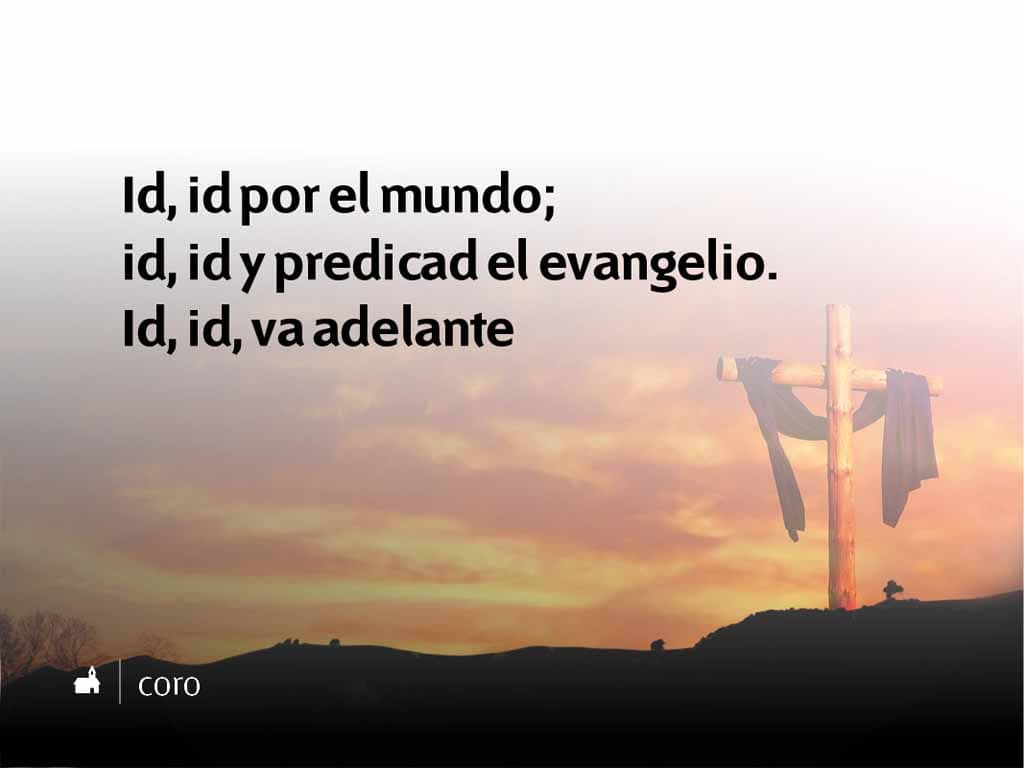 Id, id por el mundo;
id, id y predicad el evangelio.
Id, id, va adelante
coro